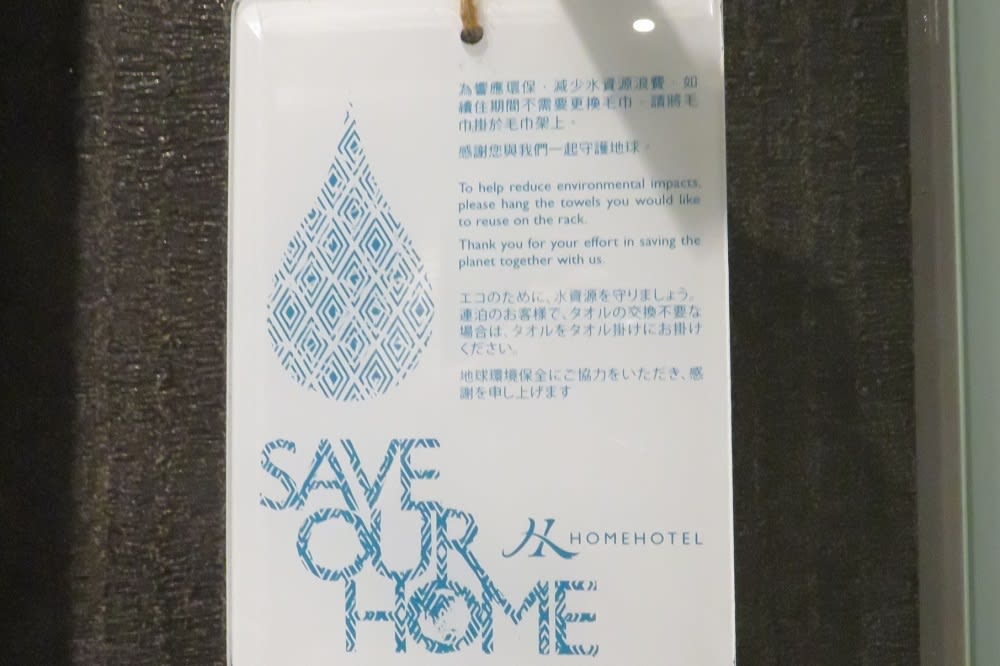 為響應環保，減少水資源浪費，如
續住期間不需要更換毛巾，請將毛
巾掛於毛巾架上。
感謝您與我們一起守護地球。
To help reduce environmental impacts,
please hang the towels you would like
to reuse on the rack.
Thank you for your effort in saving the
planet together with us.
エコのために、水資源を守りましょう。
連泊のお客様で、タオルの交換不要な
場合は、タオルをタオル掛けにお掛け
ください。
地球環境保全にご協力をいただき、感
謝を申し上げます
SAVE
OUR
HOME
HOMEHOTEL